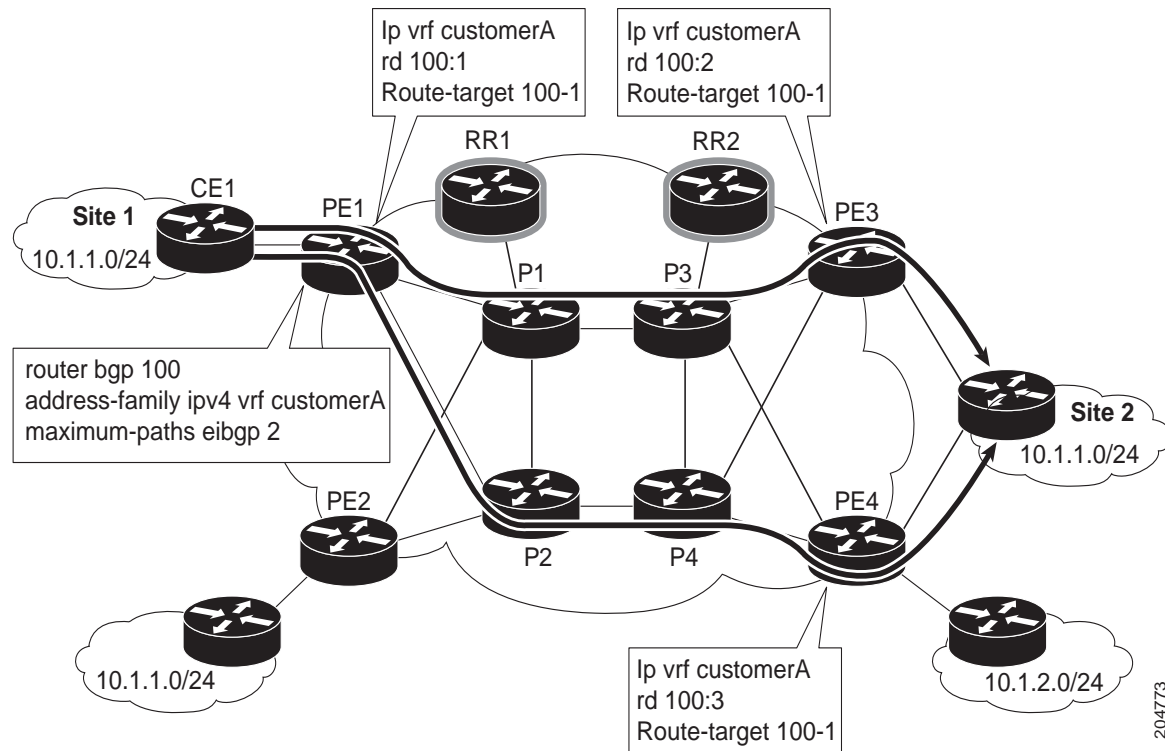 Ip vrf customerA
rd 100:1
Route-target 100-1
Ip vrf customerA
rd 100:2
Route-target 100-1
RR1
RR2
CE1
Site 1
10.1.1.0/24
PE1
PE3
P1
P3
router bgp 100
address-family ipv4 vrf customerA
maximum-paths eibgp 2
Site 2
10.1.1.0/24
PE2
P2
P4
PE4
10.1.1.0/24
Ip vrf customerA
rd 100:3
Route-target 100-1
10.1.2.0/24
204773